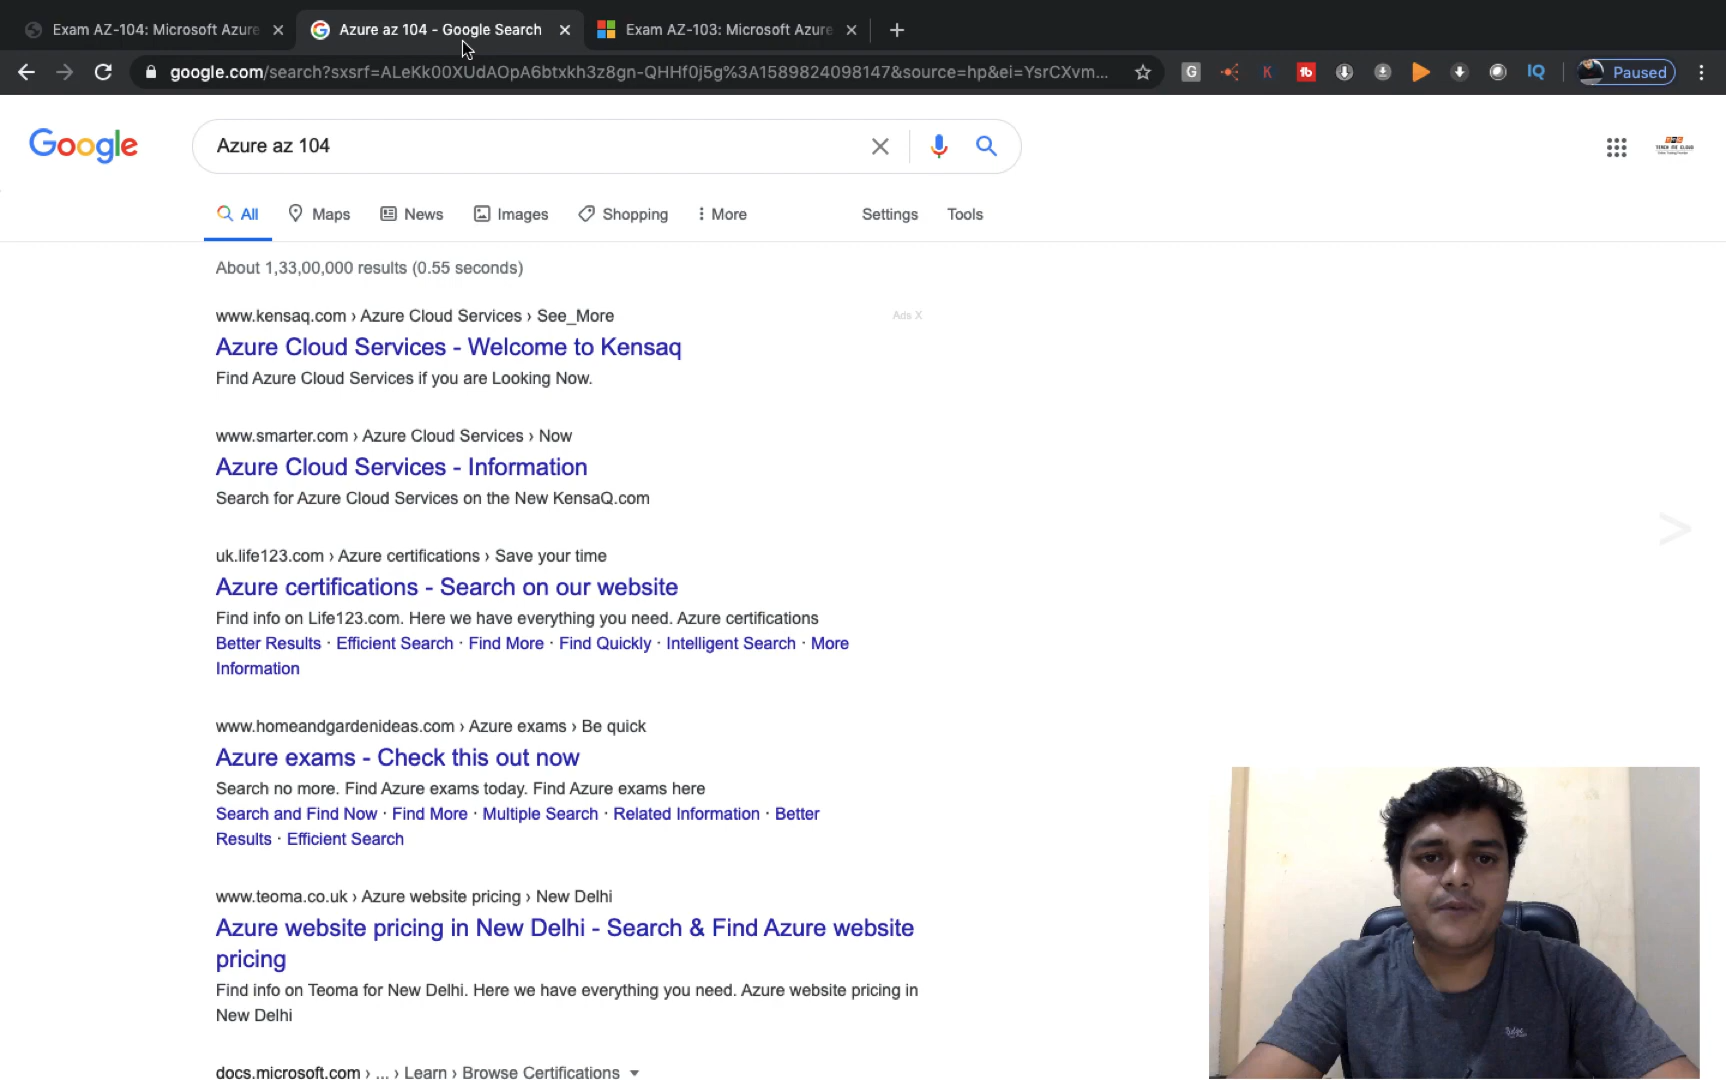 Exam AZ-104: Microsoft Azure
Azure az 104 - Google Search
Exam AZ-103: Microsoft Azure
google.com/search?sxsrf=ALeKk00XUdAOpA6btxkh3z8gn-QHHf0j5g%3A1589824098147&source=hp&ei=YsrCXvm...
G
K
tb
IQ
Paused
Google
Azure az 104
TEACH ME CLOUD
All
Maps
News
Images
Shopping
More
Settings
Tools
About 1,33,00,000 results (0.55 seconds)
www.kensaq.com › Azure Cloud Services › See_More
Ads X
Azure Cloud Services - Welcome to Kensaq
Find Azure Cloud Services if you are Looking Now.
www.smarter.com › Azure Cloud Services › Now
Azure Cloud Services - Information
Search for Azure Cloud Services on the New KensaQ.com
uk.life123.com › Azure certifications › Save your time
Azure certifications - Search on our website
Find info on Life123.com. Here we have everything you need. Azure certifications
Better Results · Efficient Search · Find More · Find Quickly · Intelligent Search · More
Information
www.homeandgardenideas.com › Azure exams › Be quick
Azure exams - Check this out now
Search no more. Find Azure exams today. Find Azure exams here
Search and Find Now · Find More · Multiple Search · Related Information · Better
Results · Efficient Search
www.teoma.co.uk › Azure website pricing › New Delhi
Azure website pricing in New Delhi - Search & Find Azure website
pricing
Find info on Teoma for New Delhi. Here we have everything you need. Azure website pricing in
New Delhi
docs.microsoft.com › ... › Learn › Browse Certifications